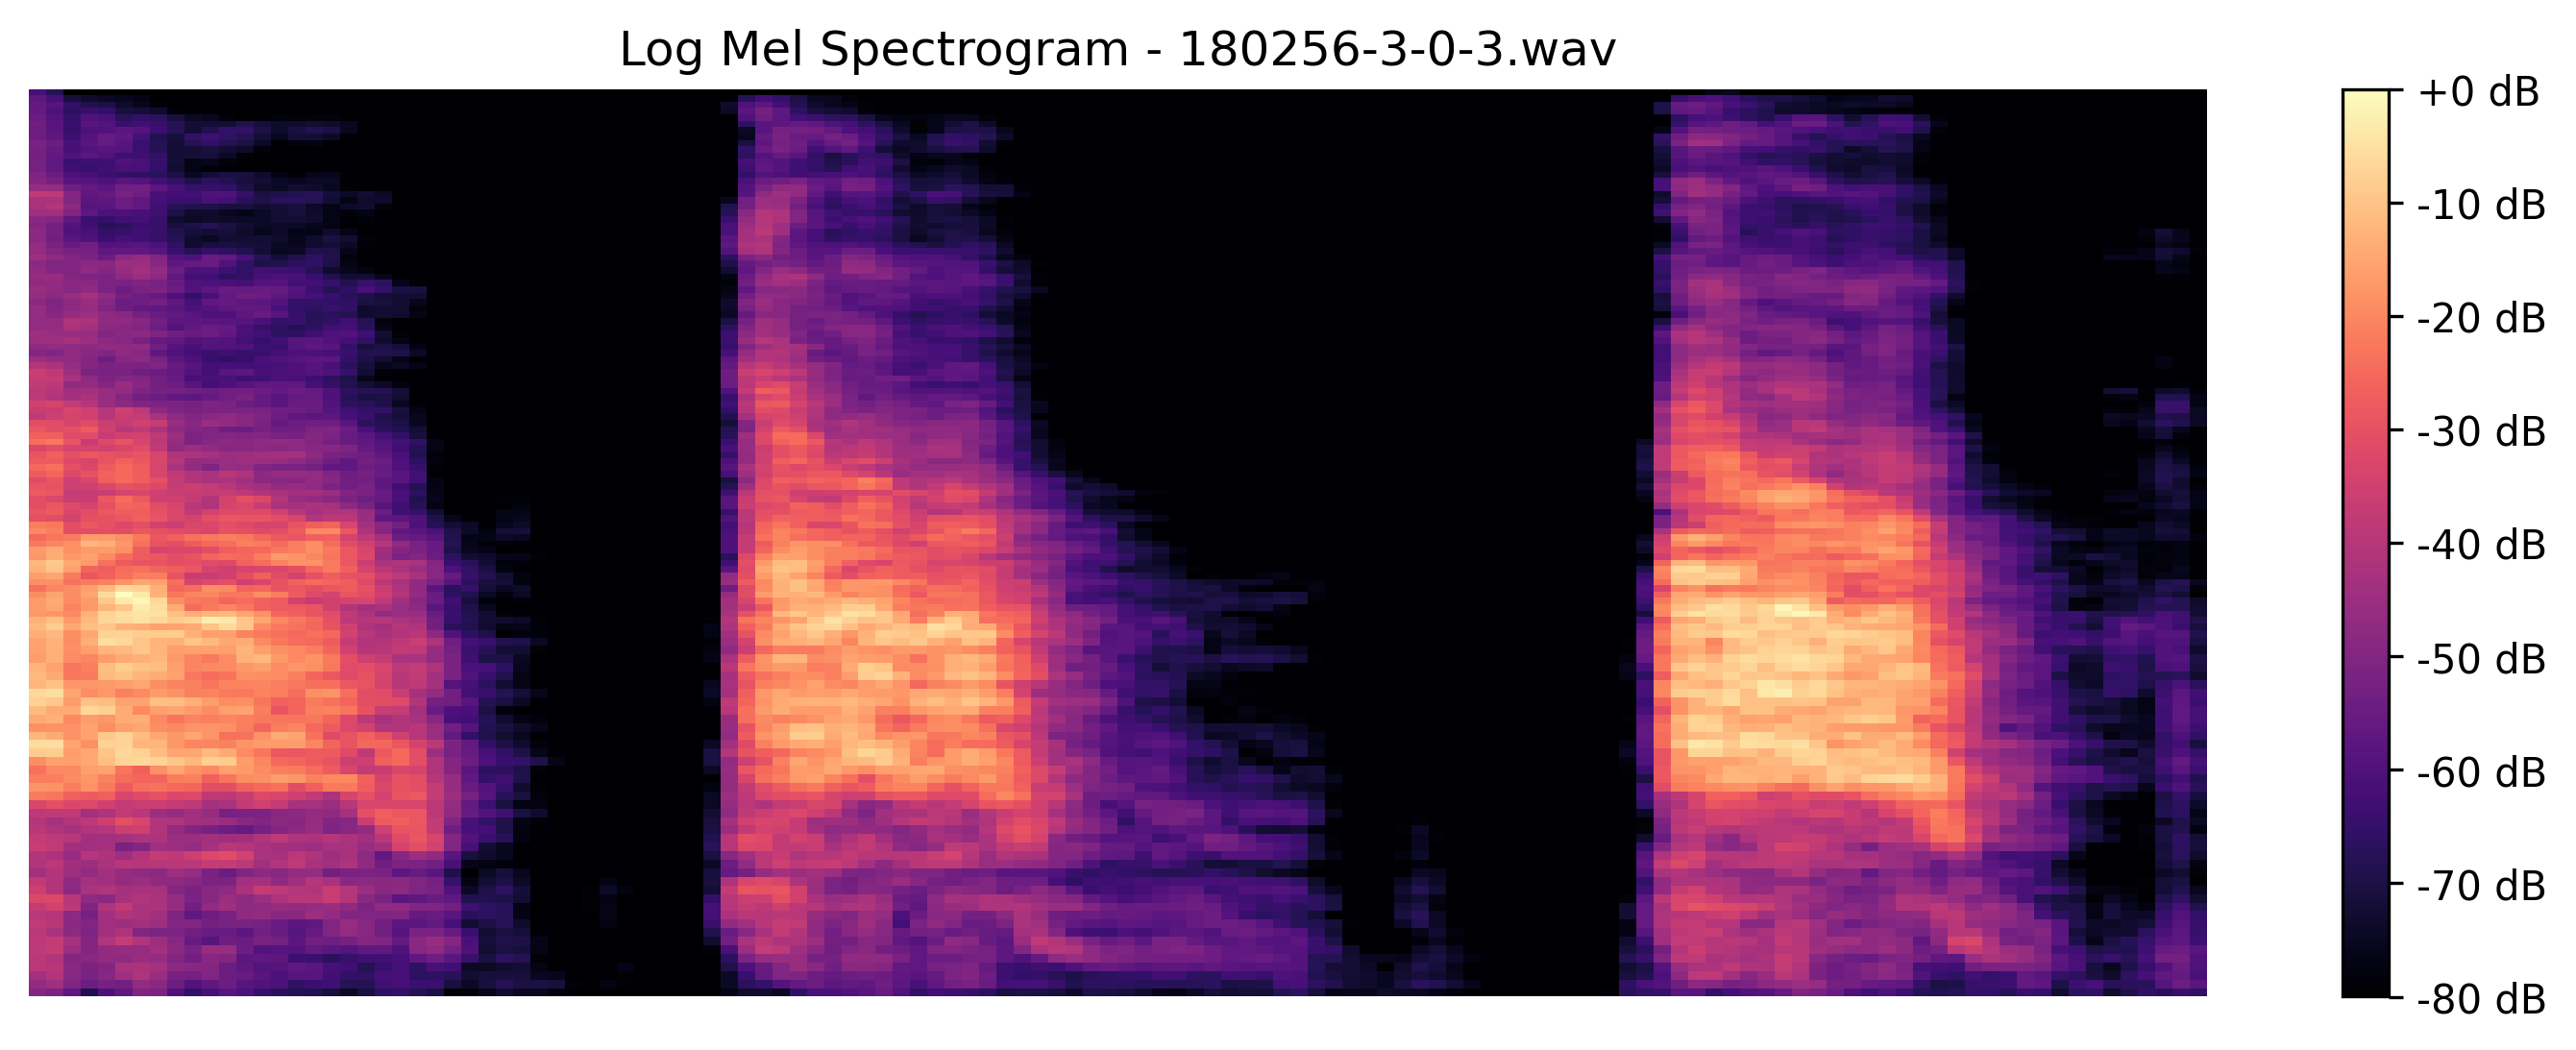 Log Mel Spectrogram - 180256-3-0-3.wav
+0 dB
-10 dB
-20 dB
-30 dB
-40 dB
-50 dB
-60 dB
-70 dB
-80 dB